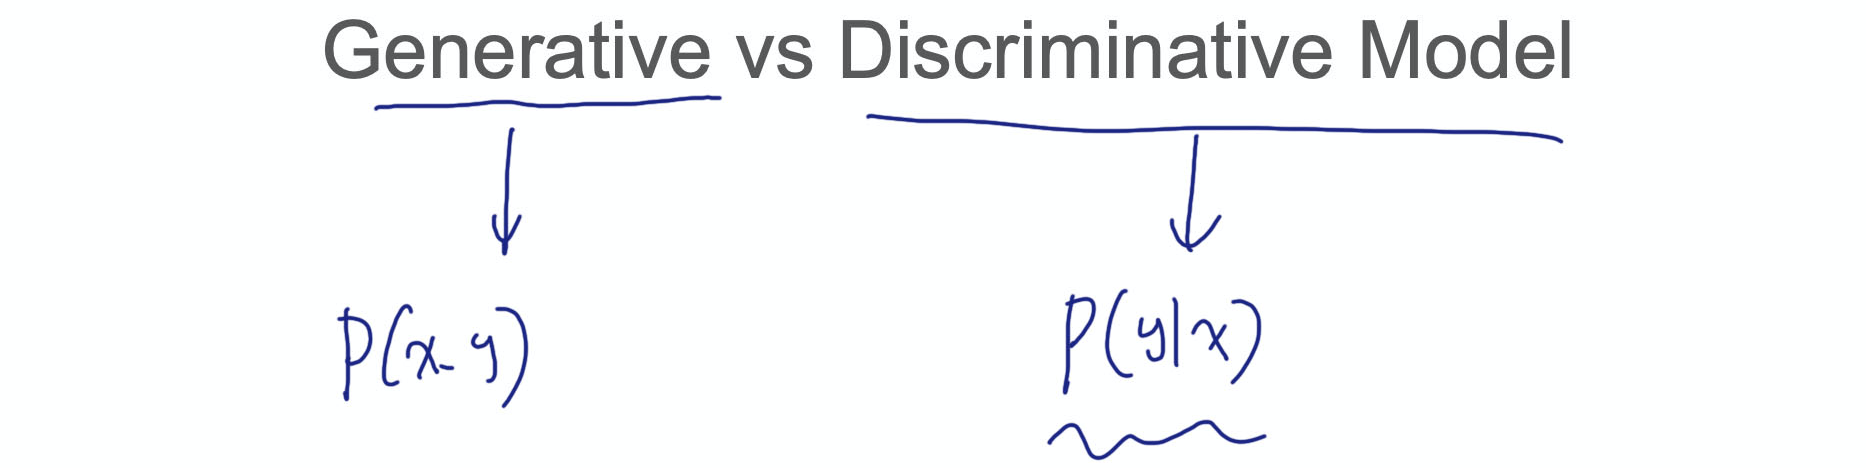 Generative vs Discriminative Model
P(x-y) P(y|x)